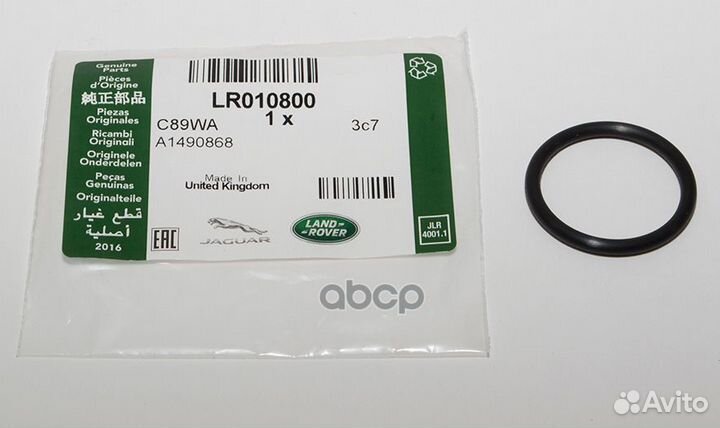 Genuine
Parts
Pièces
d'Origine
純正部品
Piezas
Originales
Ricambi
Originali
Originele
Onderdelen
Peças
Genuinas
Originalteile
قطع غيار
أصلية
2016
LR010800
1 x
C89WA
3c7
A1490868
Made In
United Kingdom
EAC
JAGUAR
LAND
ROVER
JLR
4001.1
abcp
Avito